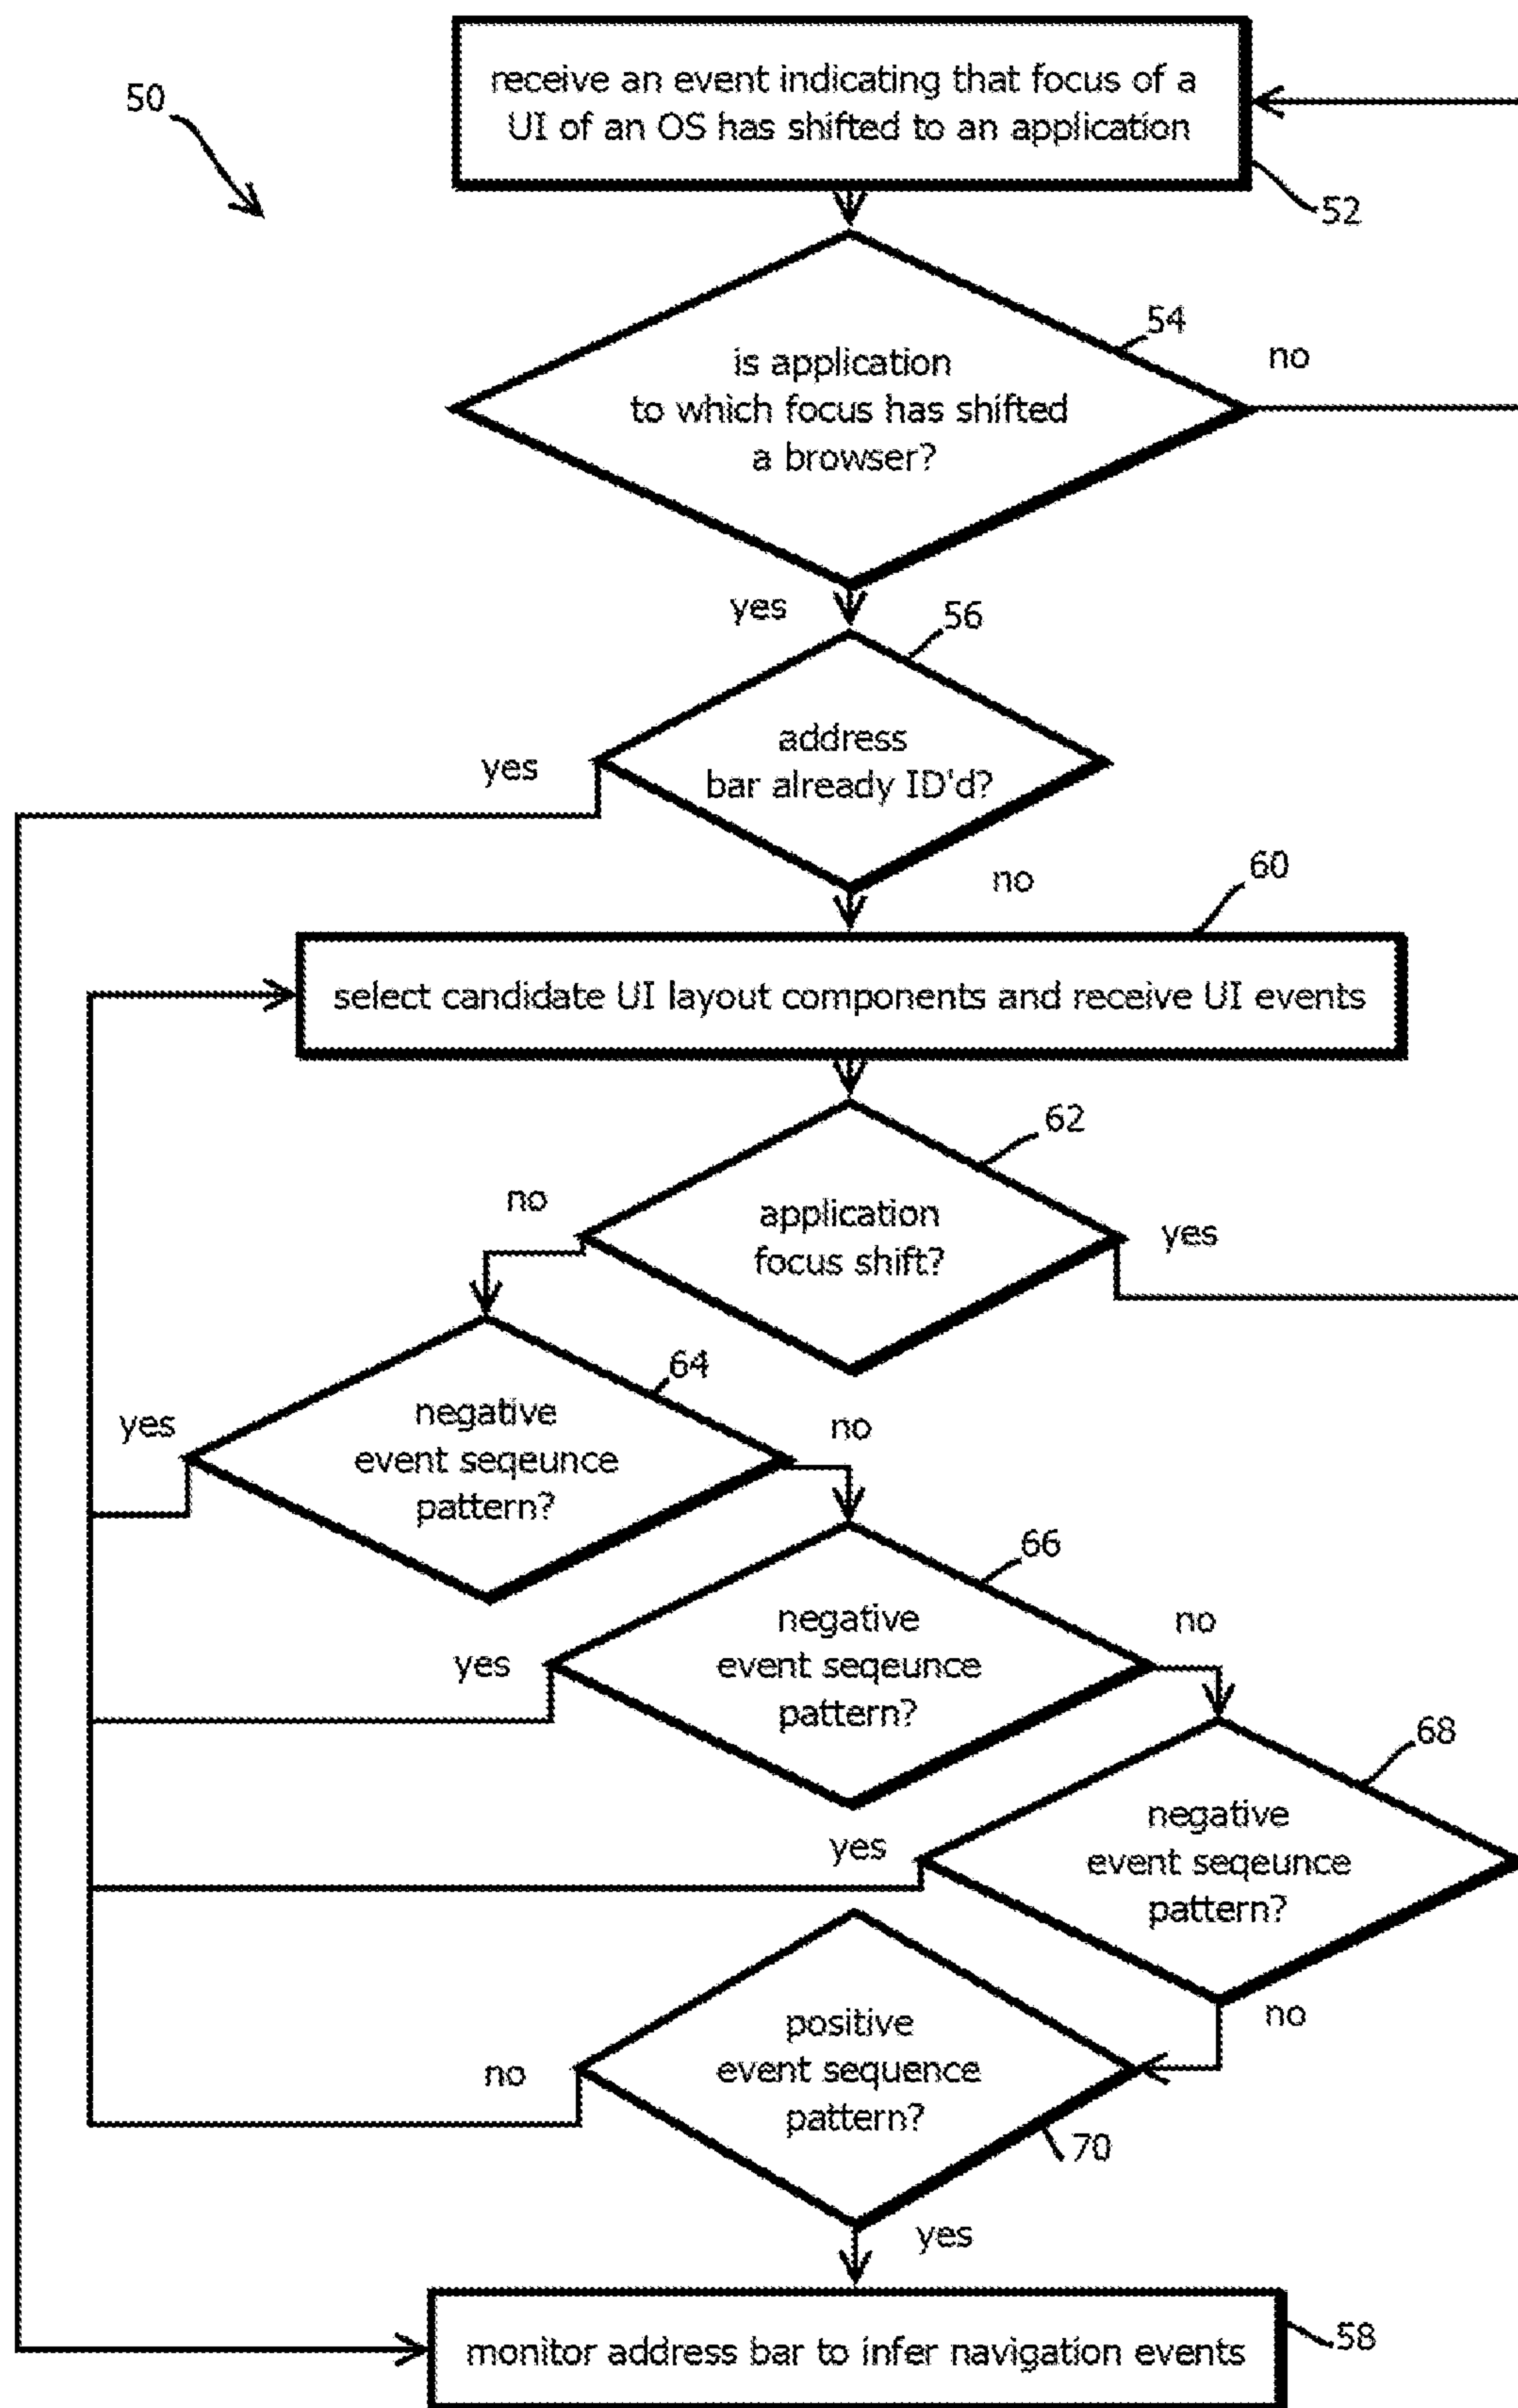 50
receive an event indicating that focus of a
UI of an OS has shifted to an application
52
54
is application
to which focus has shifted
a browser?
no
yes
56
address
bar already ID'd?
yes
no
60
select candidate UI layout components and receive UI events
62
application
focus shift?
no
yes
64
negative
event seqeunce
pattern?
yes
no
66
negative
event seqeunce
pattern?
yes
no
68
negative
event seqeunce
pattern?
yes
no
positive
event sequence
pattern?
no
70
yes
monitor address bar to infer navigation events
58